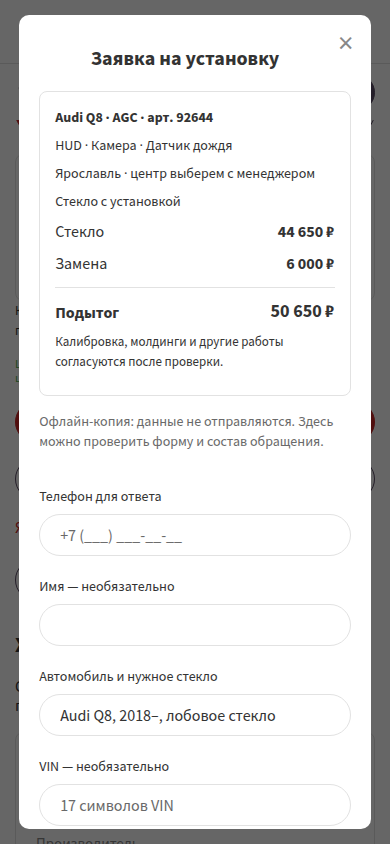 ×
Заявка на установку
Audi Q8 · AGC · арт. 92644
HUD · Камера · Датчик дождя
Ярославль · центр выберем с менеджером
Стекло с установкой
Стекло 44 650 ₽
Замена 6 000 ₽
Подытог 50 650 ₽
Калибровка, молдинги и другие работы
согласуются после проверки.
Офлайн-копия: данные не отправляются. Здесь
можно проверить форму и состав обращения.
Телефон для ответа
+7 (___) ___-__-__
Имя — необязательно
Автомобиль и нужное стекло
Audi Q8, 2018–, лобовое стекло
VIN — необязательно
17 символов VIN